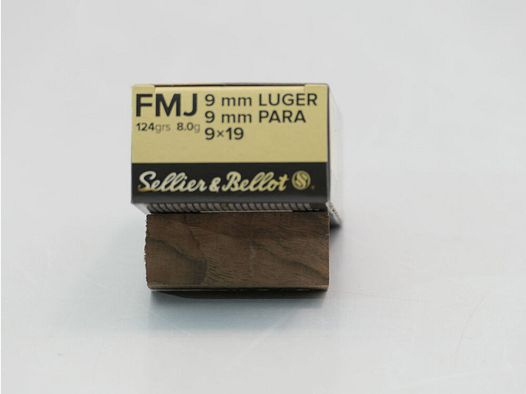 FMJ 9 mm LUGER
9 mm PARA
124grs 8.0g
9×19
Sellier & Bellot S